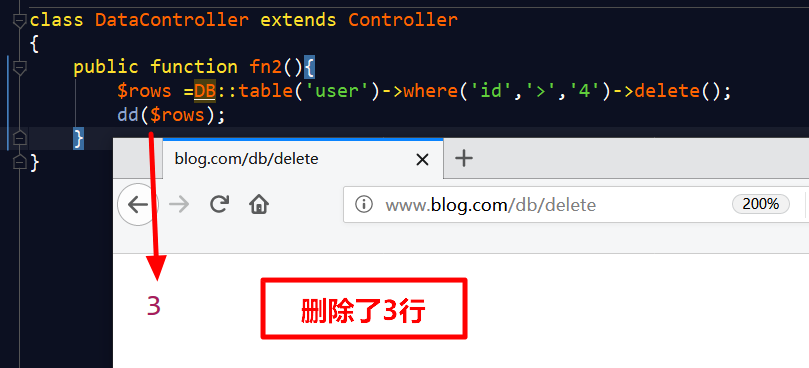 class DataController extends Controller
{
public function fn2(){
$rows =DB::table('user')->where('id','>','4')->delete();
dd($rows);
}
}
blog.com/db/delete
www.blog.com/db/delete
200%
3
删除了3行